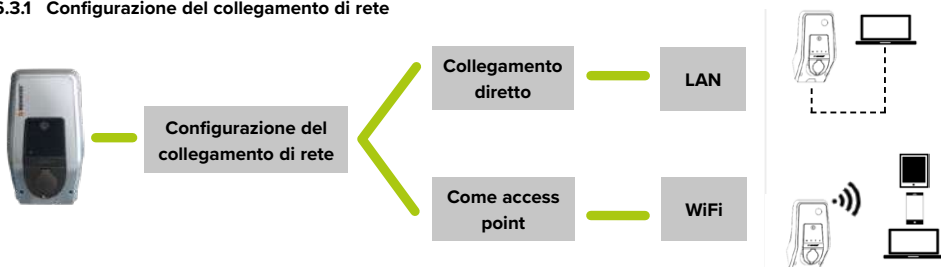 6.3.1 Configurazione del collegamento di rete
Configurazione del
collegamento di rete
Collegamento
diretto
LAN
Come access
point
WiFi